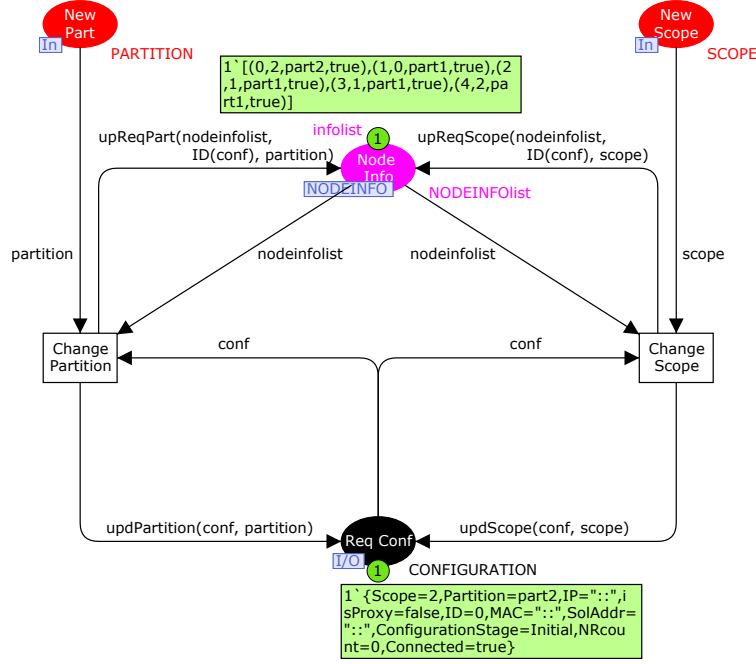 New
Part
In
PARTITION
New
Scope
In
SCOPE
1`[(0,2,part2,true),(1,0,part1,true),(2
,1,part1,true),(3,1,part1,true),(4,2,pa
rt1,true)]
infolist
1
upReqPart(nodeinfolist,
ID(conf), partition)
upReqScope(nodeinfolist,
ID(conf), scope)
Node
Info
NODEINFO
NODEINFOlist
partition
nodeinfolist
nodeinfolist
scope
Change
Partition
conf
conf
Change
Scope
updPartition(conf, partition)
updScope(conf, scope)
Req Conf
I/O
1
CONFIGURATION
1`{Scope=2,Partition=part2,IP="::",i
sProxy=false,ID=0,MAC="::",SolAddr=
"::",ConfigurationStage=Initial,NRcou
nt=0,Connected=true}